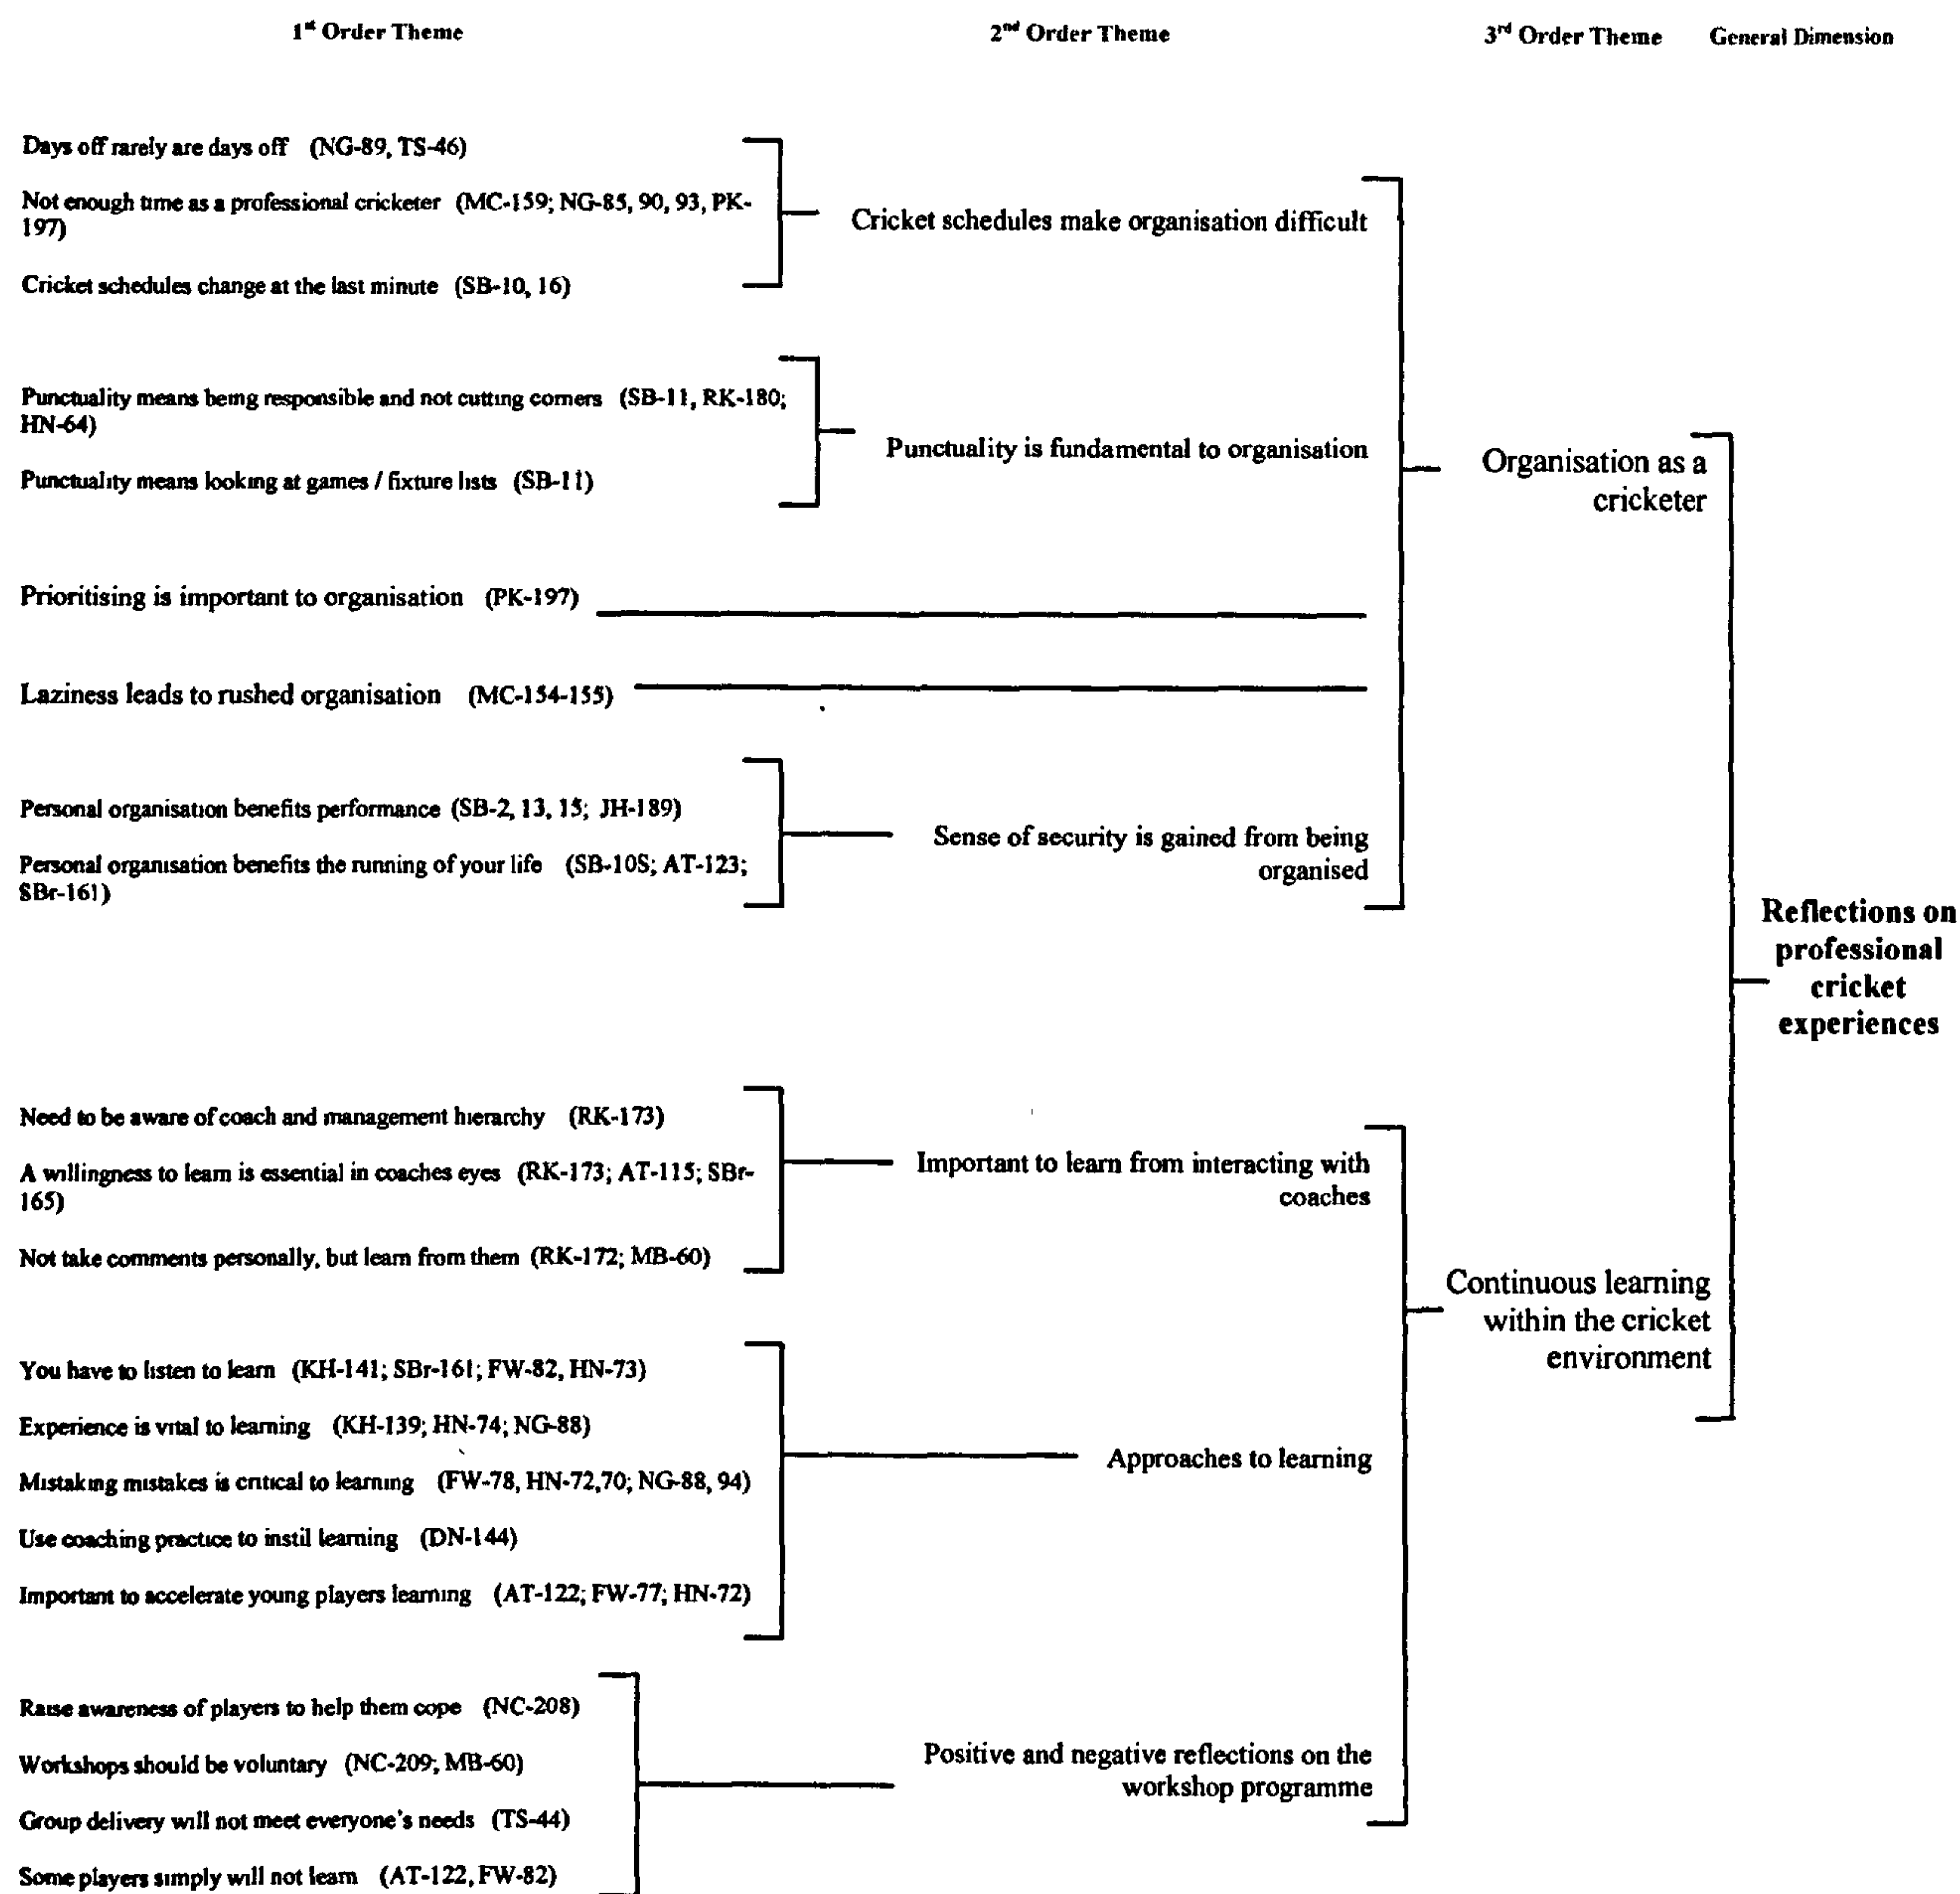 1st Order Theme
2nd Order Theme
3rd Order Theme
General Dimension
Days off rarely are days off (NG-89, TS-46)
Not enough time as a professional cricketer (MC-159; NG-85, 90, 93, PK-
197)
Cricket schedules change at the last minute (SB-10, 16)
Cricket schedules make organisation difficult
Punctuality means being responsible and not cutting corners (SB-11, RK-180;
HN-64)
Punctuality means looking at games / fixture lists (SB-11)
Punctuality is fundamental to organisation
Prioritising is important to organisation (PK-197)
Laziness leads to rushed organisation (MC-154-155)
Personal organisation benefits performance (SB-2, 13, 15; JH-189)
Personal organisation benefits the running of your life (SB-10S; AT-123;
SBr-161)
Sense of security is gained from being
organised
Organisation as a
cricketer
Need to be aware of coach and management hierarchy (RK-173)
A willingness to learn is essential in coaches eyes (RK-173; AT-115; SBr-
165)
Not take comments personally, but learn from them (RK-172; MB-60)
Important to learn from interacting with
coaches
You have to listen to learn (KH-141; SBr-161; FW-82, HN-73)
Experience is vital to learning (KH-139; HN-74; NG-88)
Mistaking mistakes is critical to learning (FW-78, HN-72,70; NG-88, 94)
Use coaching practice to instil learning (DN-144)
Important to accelerate young players learning (AT-122; FW-77; HN-72)
Approaches to learning
Raise awareness of players to help them cope (NC-208)
Workshops should be voluntary (NC-209; MB-60)
Group delivery will not meet everyone's needs (TS-44)
Some players simply will not learn (AT-122, FW-82)
Positive and negative reflections on the
workshop programme
Continuous learning
within the cricket
environment
Reflections on
professional
cricket
experiences